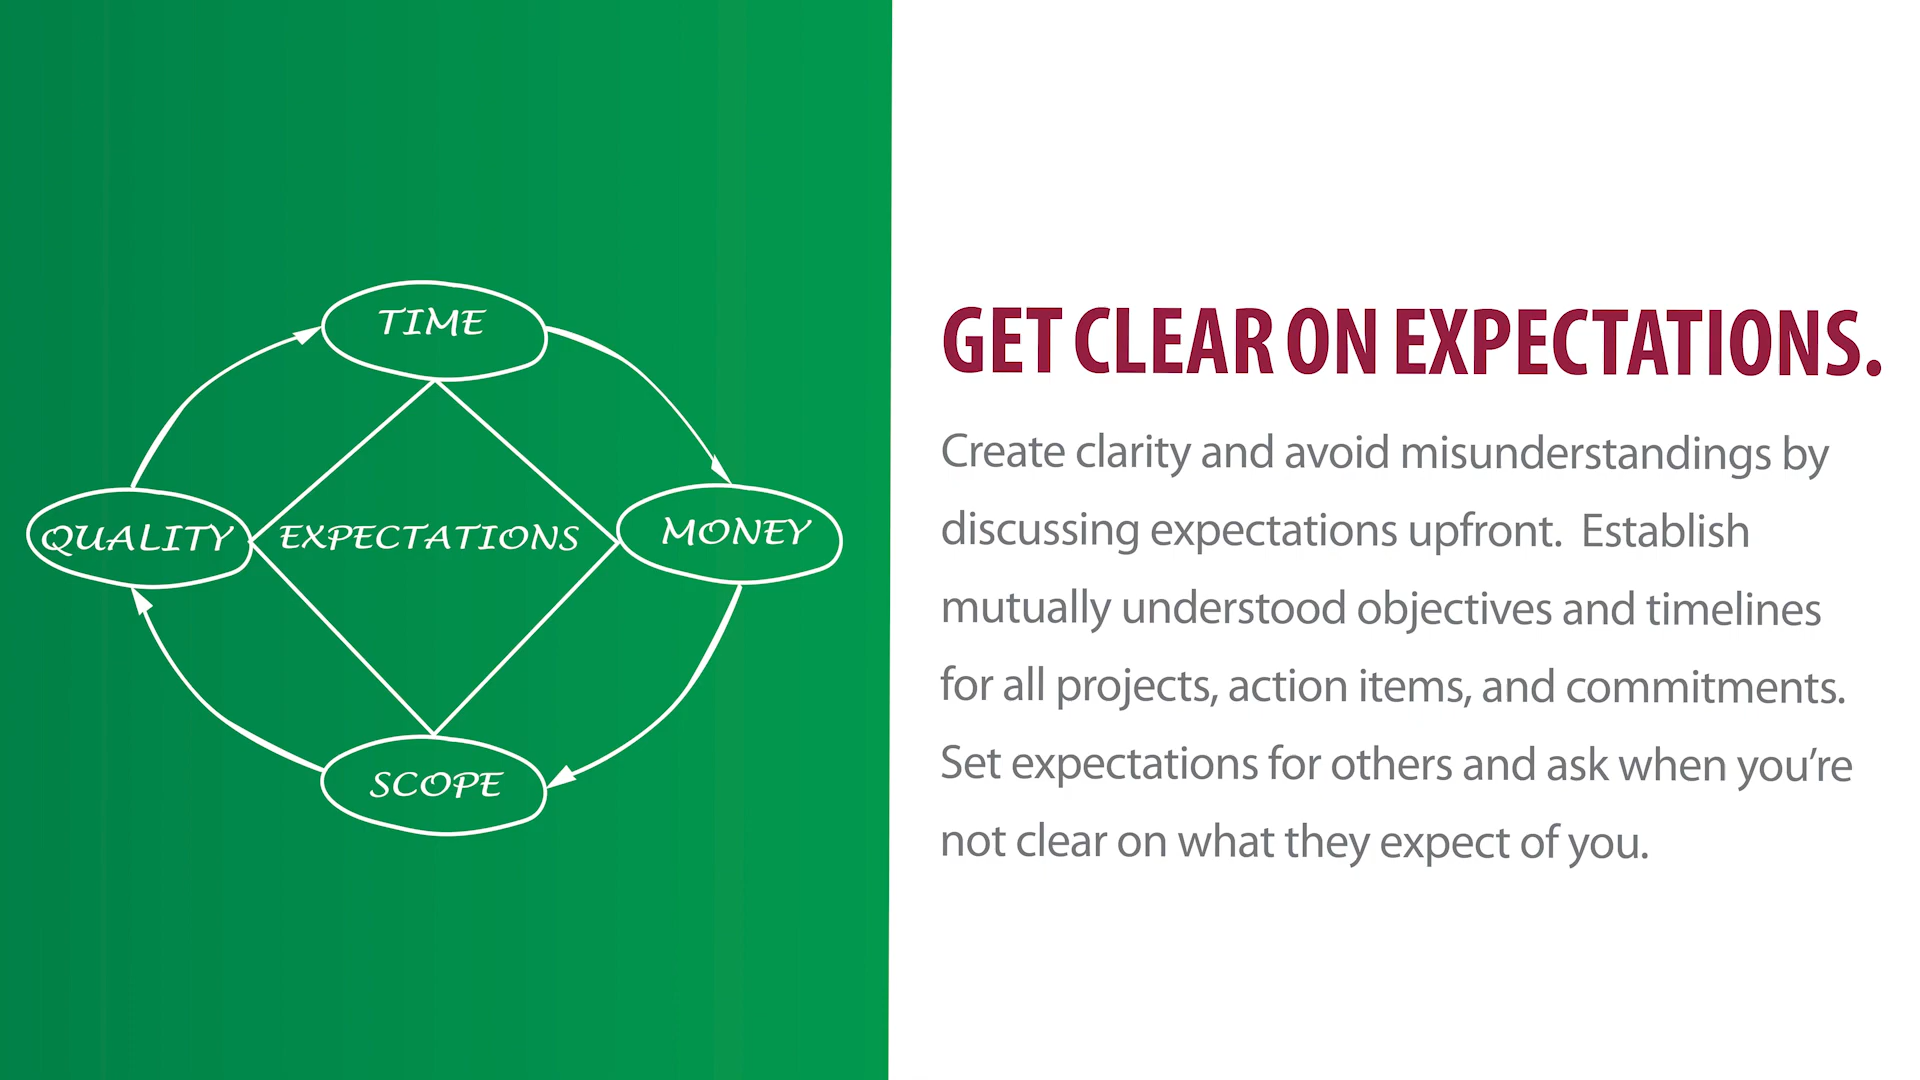 TIME
QUALITY
EXPECTATIONS
MONEY
SCOPE
GET CLEAR ON EXPECTATIONS.
Create clarity and avoid misunderstandings by
discussing expectations upfront.  Establish
mutually understood objectives and timelines
for all projects, action items, and commitments.
Set expectations for others and ask when you’re
not clear on what they expect of you.